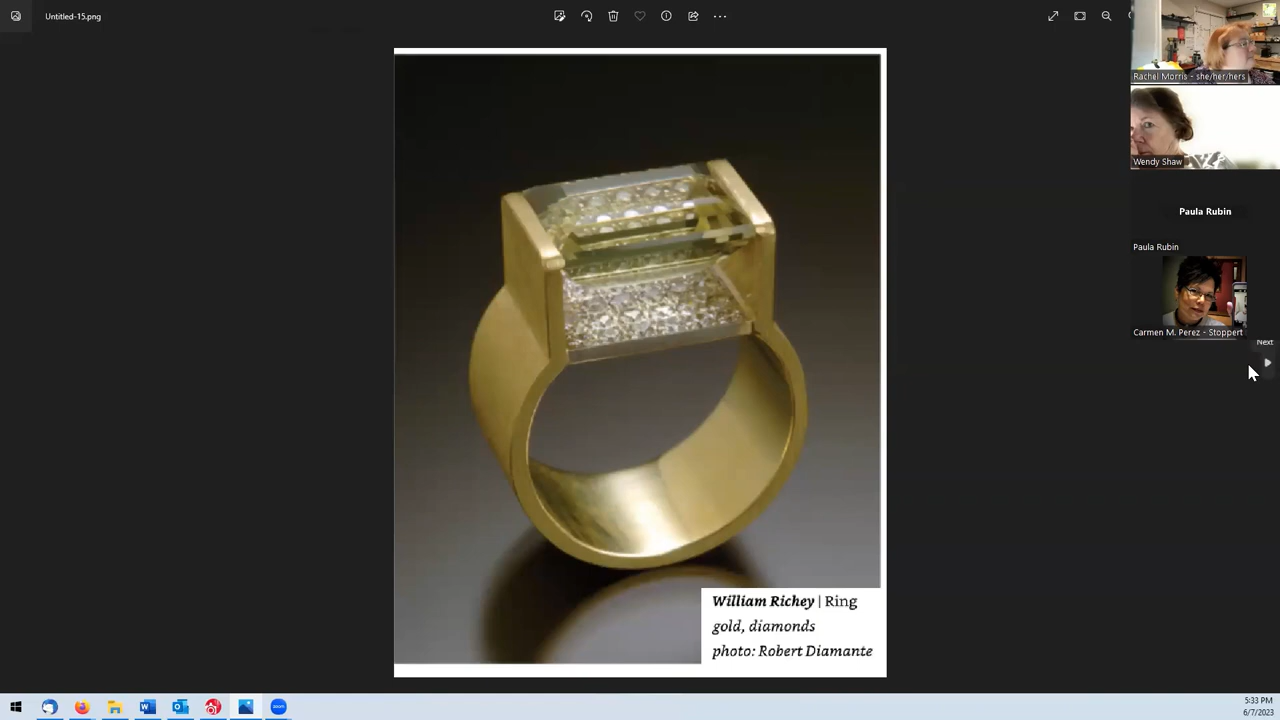 Untitled-15.png
Rachel Morris - she/her/hers
Wendy Shaw
Paula Rubin
Paula Rubin
Carmen M. Perez - Stoppert
Next
William Richey | Ring
gold, diamonds
photo: Robert Diamante
5:33 PM
6/7/2023